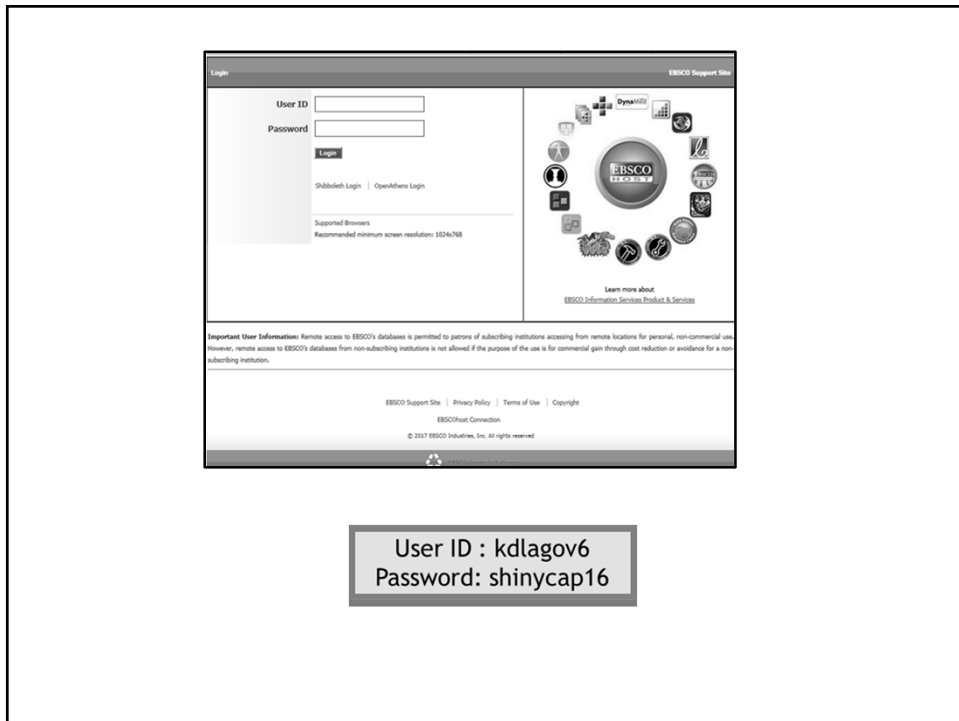 Login
EBSCO Support Site
User ID
Password
Login
Shibboleth Login | OpenAthens Login
Supported Browsers
Recommended minimum screen resolution: 1024x768
DynaMed
EBSCO
HOST
Learn more about
EBSCO Information Services Product & Services
Important User Information: Remote access to EBSCO's databases is permitted to patrons of subscribing institutions accessing from remote locations for personal, non-commercial use.
However, remote access to EBSCO's databases from non-subscribing institutions is not allowed if the purpose of the use is for commercial gain through cost reduction or avoidance for a non-
subscribing institution.
EBSCO Support Site | Privacy Policy | Terms of Use | Copyright
EBSCOhost Connection
© 2017 EBSCO Industries, Inc. All rights reserved
User ID : kdlagov6
Password: shinycap16